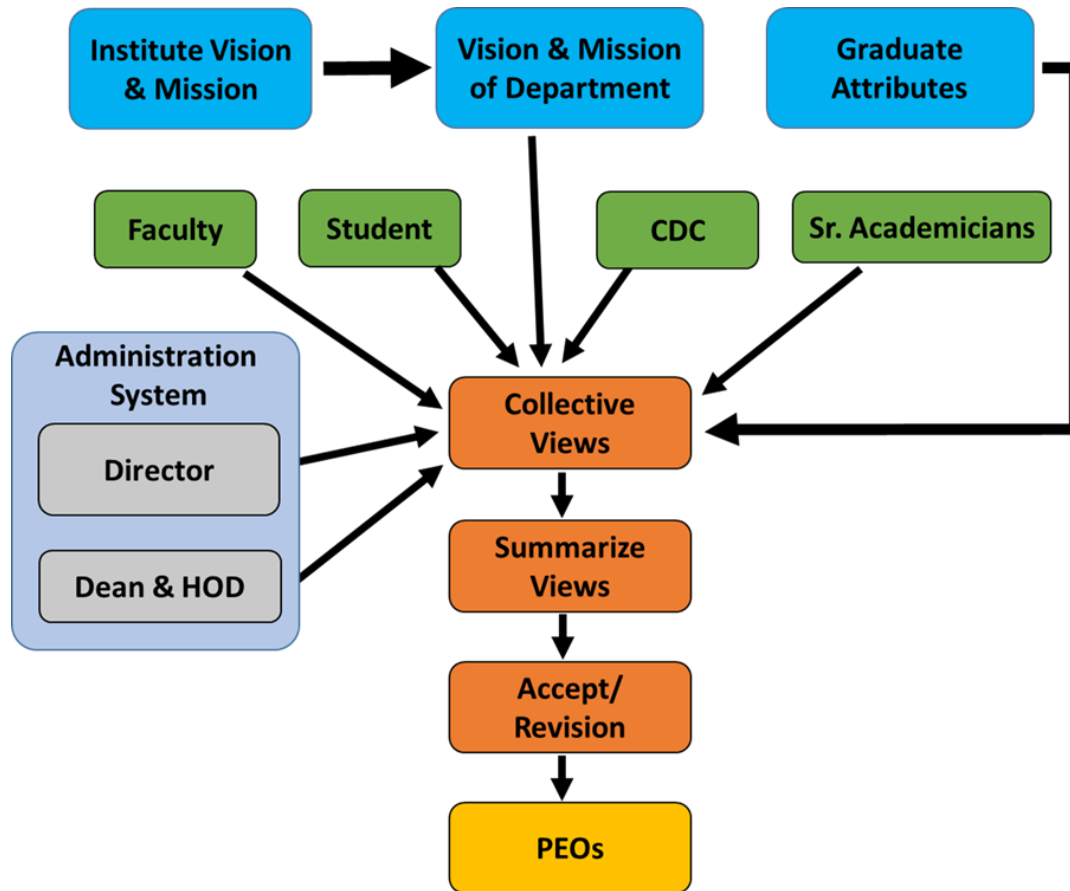 Institute Vision
& Mission
Vision & Mission
of Department
Graduate
Attributes
Faculty
Student
CDC
Sr. Academicians
Administration
System
Director
Dean & HOD
Collective
Views
Summarize
Views
Accept/
Revision
PEOs